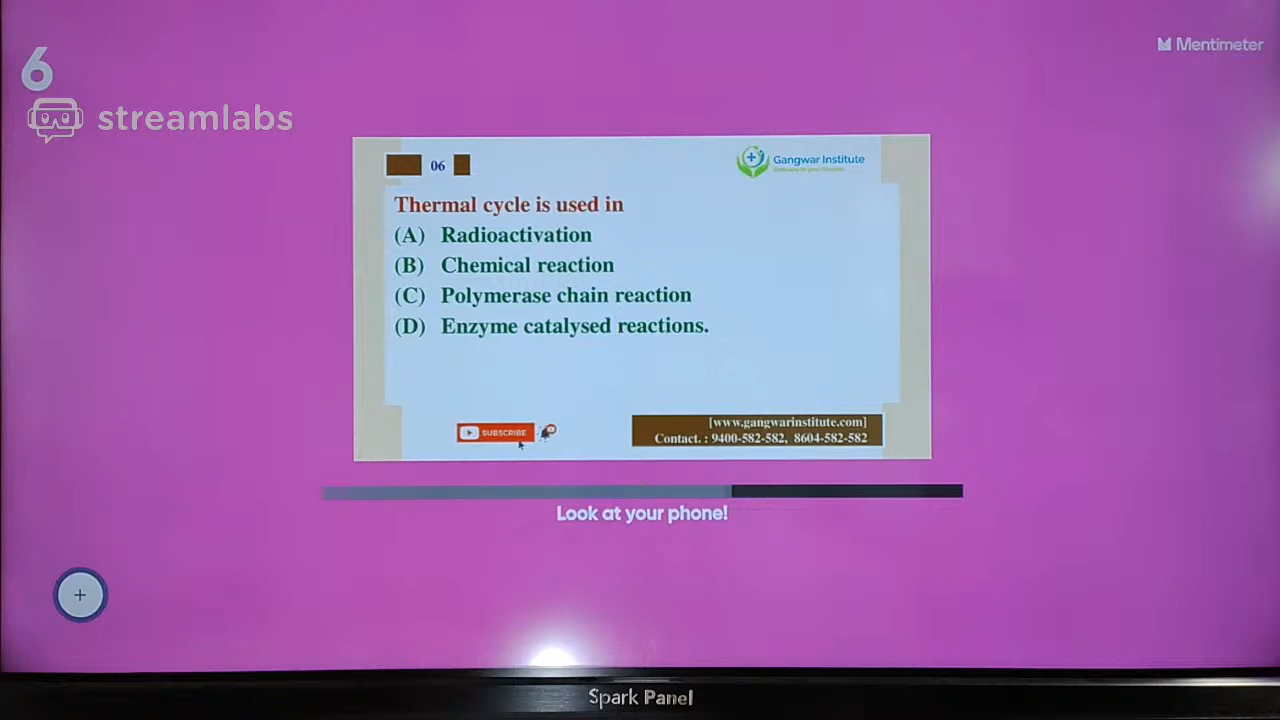 6
Mentimeter
streamlabs
06
Gangwar Institute
Thermal cycle is used in
(A) Radioactivation
(B) Chemical reaction
(C) Polymerase chain reaction
(D) Enzyme catalysed reactions.
SUBSCRIBE
[www.gangwarinstitute.com]
Contact. : 9400-582-582, 8604-582-582
Look at your phone!
+
Spark Panel